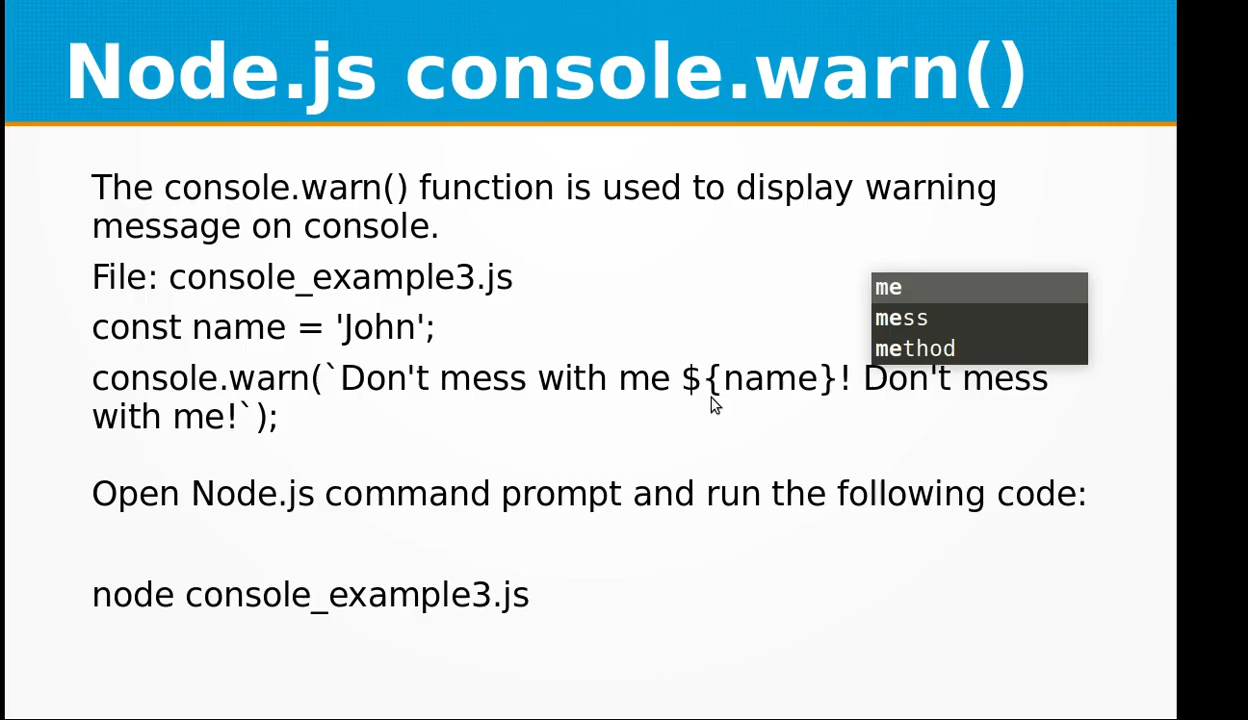 Node.js console.warn()
The console.warn() function is used to display warning
message on console.
File: console_example3.js
const name = 'John';
me
mess
method
console.warn(`Don't mess with me ${name}! Don't mess
with me!`);
Open Node.js command prompt and run the following code:
node console_example3.js